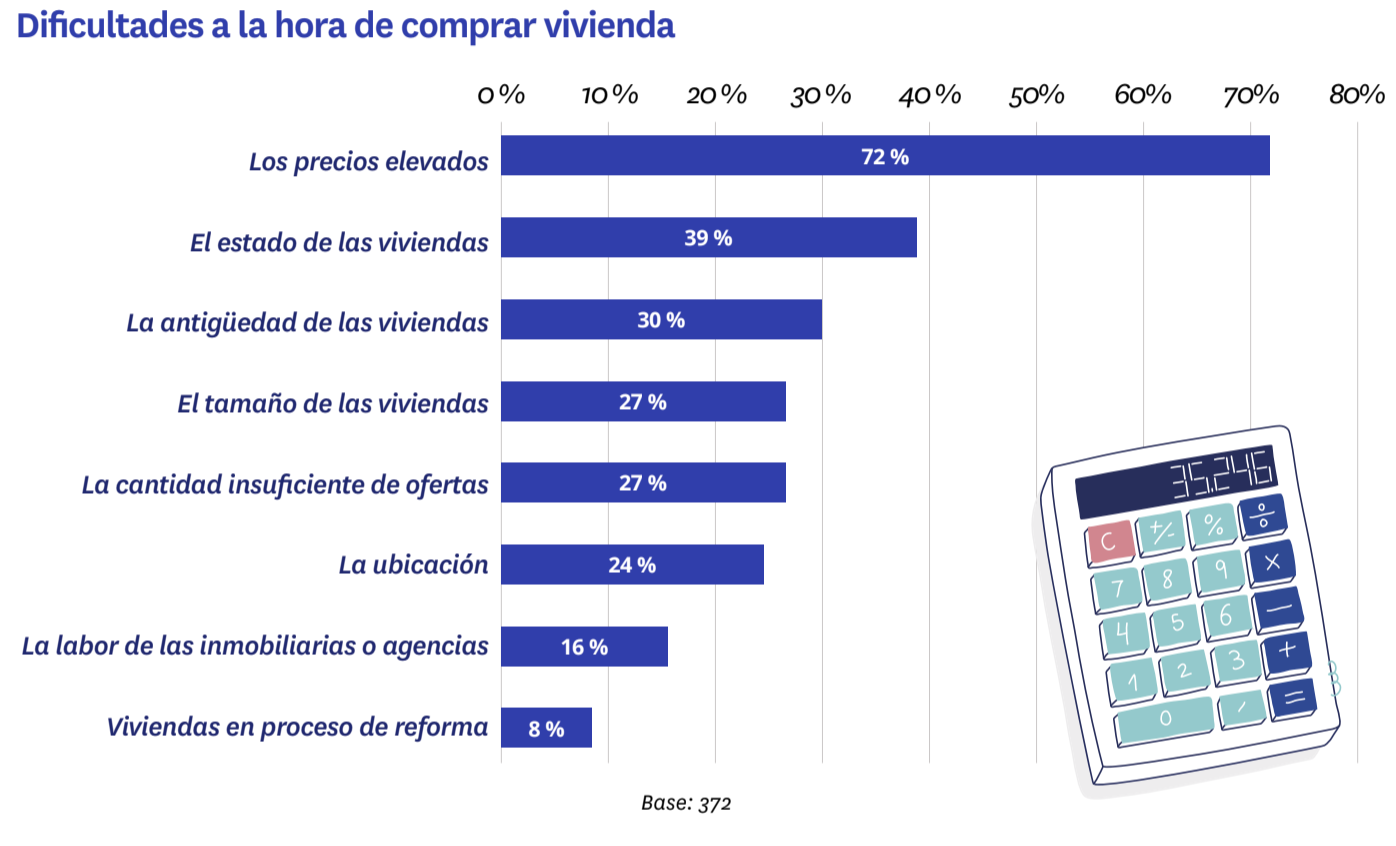 Dificultades a la hora de comprar vivienda
0 % 10 % 20 % 30 % 40 % 50% 60% 70% 80%
Los precios elevados 72 %
El estado de las viviendas 39 %
La antigüedad de las viviendas 30 %
El tamaño de las viviendas 27 %
La cantidad insuficiente de ofertas 27 %
La ubicación 24 %
La labor de las inmobiliarias o agencias 16 %
Viviendas en proceso de reforma 8 %
Base: 372
35.246
C +/- % ÷
7 8 9 ×
4 5 6 −
1 2 3 +
0 ⁄ =